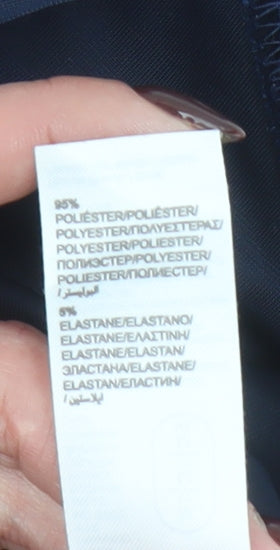 95%
POLIÉSTER/POLIÉSTER/
POLYESTER/ΠΟΛΥΕΣΤΕΡΑΣ/
POLYESTER/POLIESTER/
ПОЛИЭСТЕР/POLYESTER/
POLIESTER/ПОЛИЕСТЕР/
البوليستر/
5%
ELASTANE/ELASTANO/
ELASTANE/ΕΛΑΣΤΙΝΗ/
ELASTANE/ELASTAN/
ЭЛАСТАНА/ELASTANE/
ELASTAN/ЕЛАСТИН/
ايلاستين/